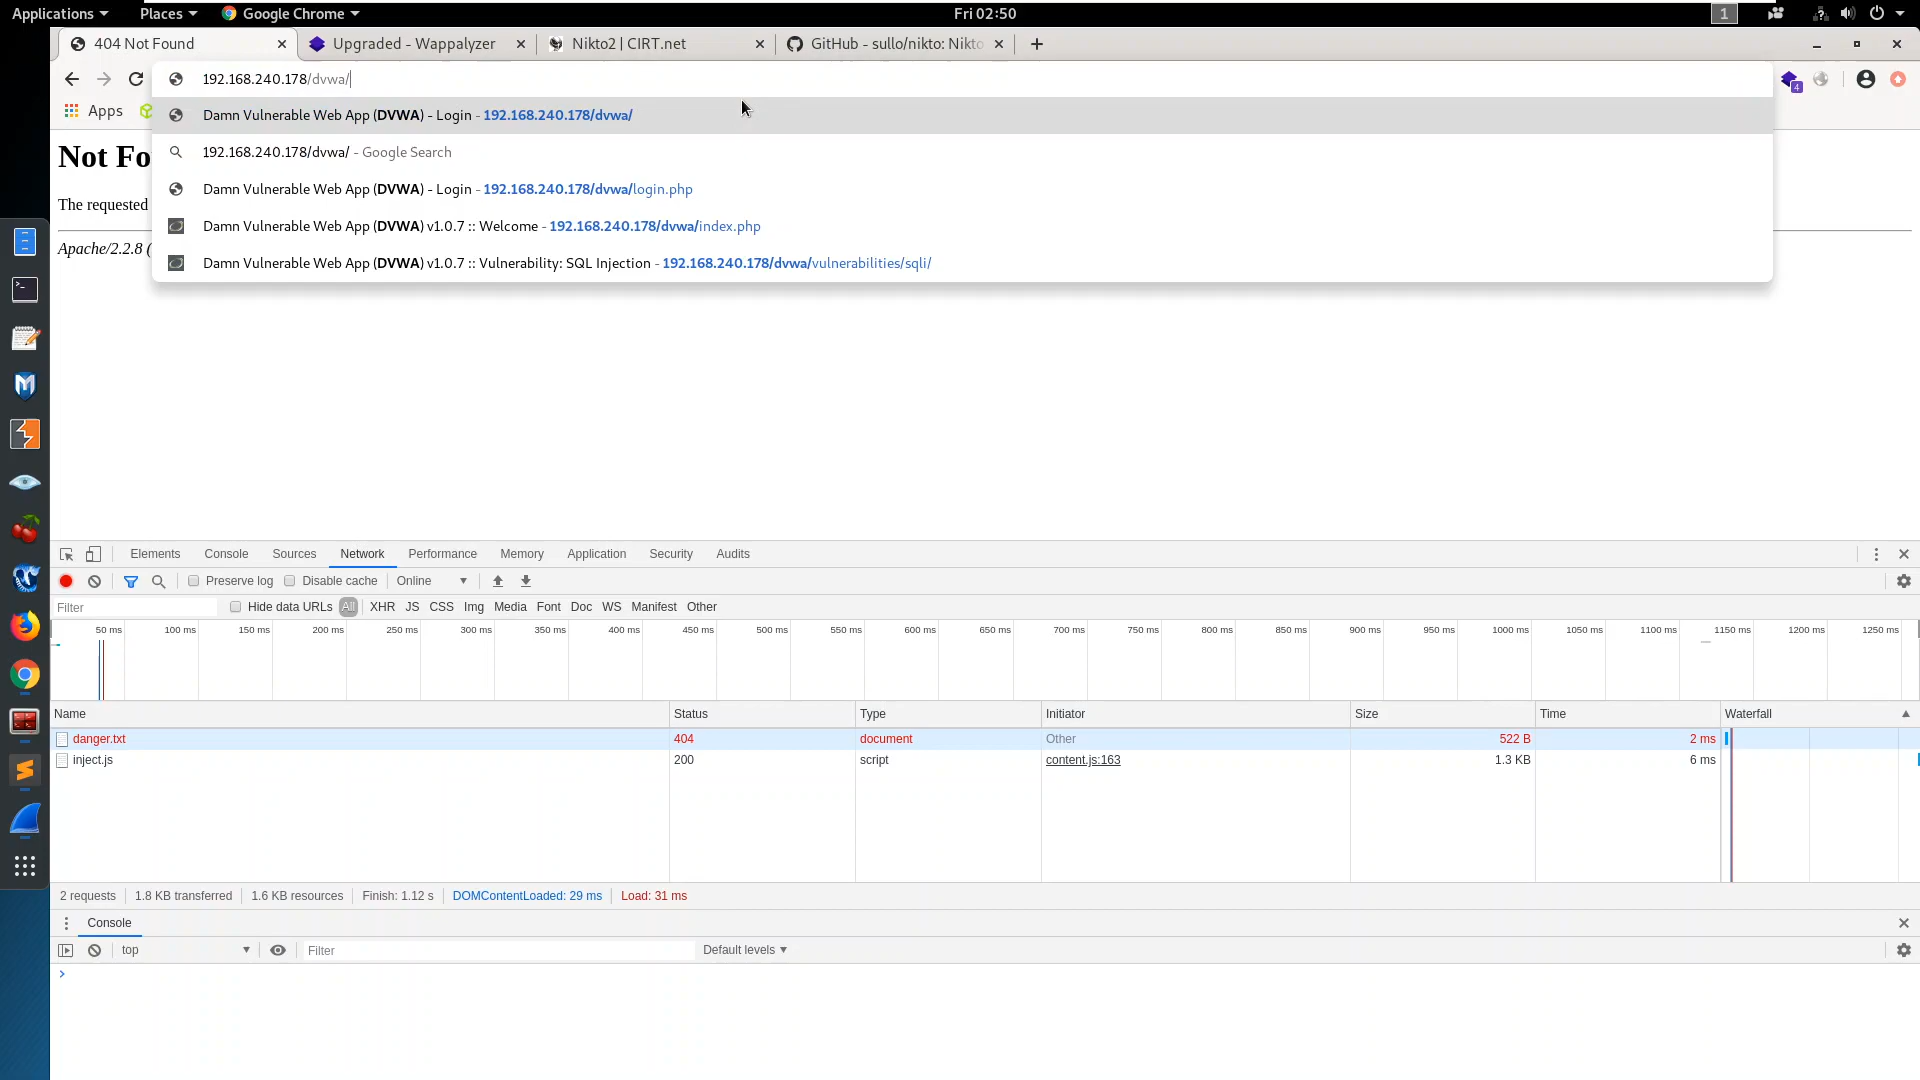 Applications Places Google Chrome Fri 02:50 1
404 Not Found Upgraded - Wappalyzer Nikto2 | CIRT.net GitHub - sullo/nikto: Nikto
192.168.240.178/dvwa/ 4
Apps Damn Vulnerable Web App (DVWA) - Login - 192.168.240.178/dvwa/
192.168.240.178/dvwa/ - Google Search
Not Fo
Damn Vulnerable Web App (DVWA) - Login - 192.168.240.178/dvwa/login.php
The requested
Damn Vulnerable Web App (DVWA) v1.0.7 :: Welcome - 192.168.240.178/dvwa/index.php
Apache/2.2.8 (
Damn Vulnerable Web App (DVWA) v1.0.7 :: Vulnerability: SQL Injection - 192.168.240.178/dvwa/vulnerabilities/sqli/
Elements Console Sources Network Performance Memory Application Security Audits
Preserve log Disable cache Online
Filter Hide data URLs All XHR JS CSS Img Media Font Doc WS Manifest Other
50 ms 100 ms 150 ms 200 ms 250 ms 300 ms 350 ms 400 ms 450 ms 500 ms 550 ms 600 ms 650 ms 700 ms 750 ms 800 ms 850 ms 900 ms 950 ms 1000 ms 1050 ms 1100 ms 1150 ms 1200 ms 1250 ms
Name Status Type Initiator Size Time Waterfall
danger.txt 404 document Other 522 B 2 ms
inject.js 200 script content.js:163 1.3 KB 6 ms
2 requests 1.8 KB transferred 1.6 KB resources Finish: 1.12 s DOMContentLoaded: 29 ms Load: 31 ms
Console
top Filter Default levels